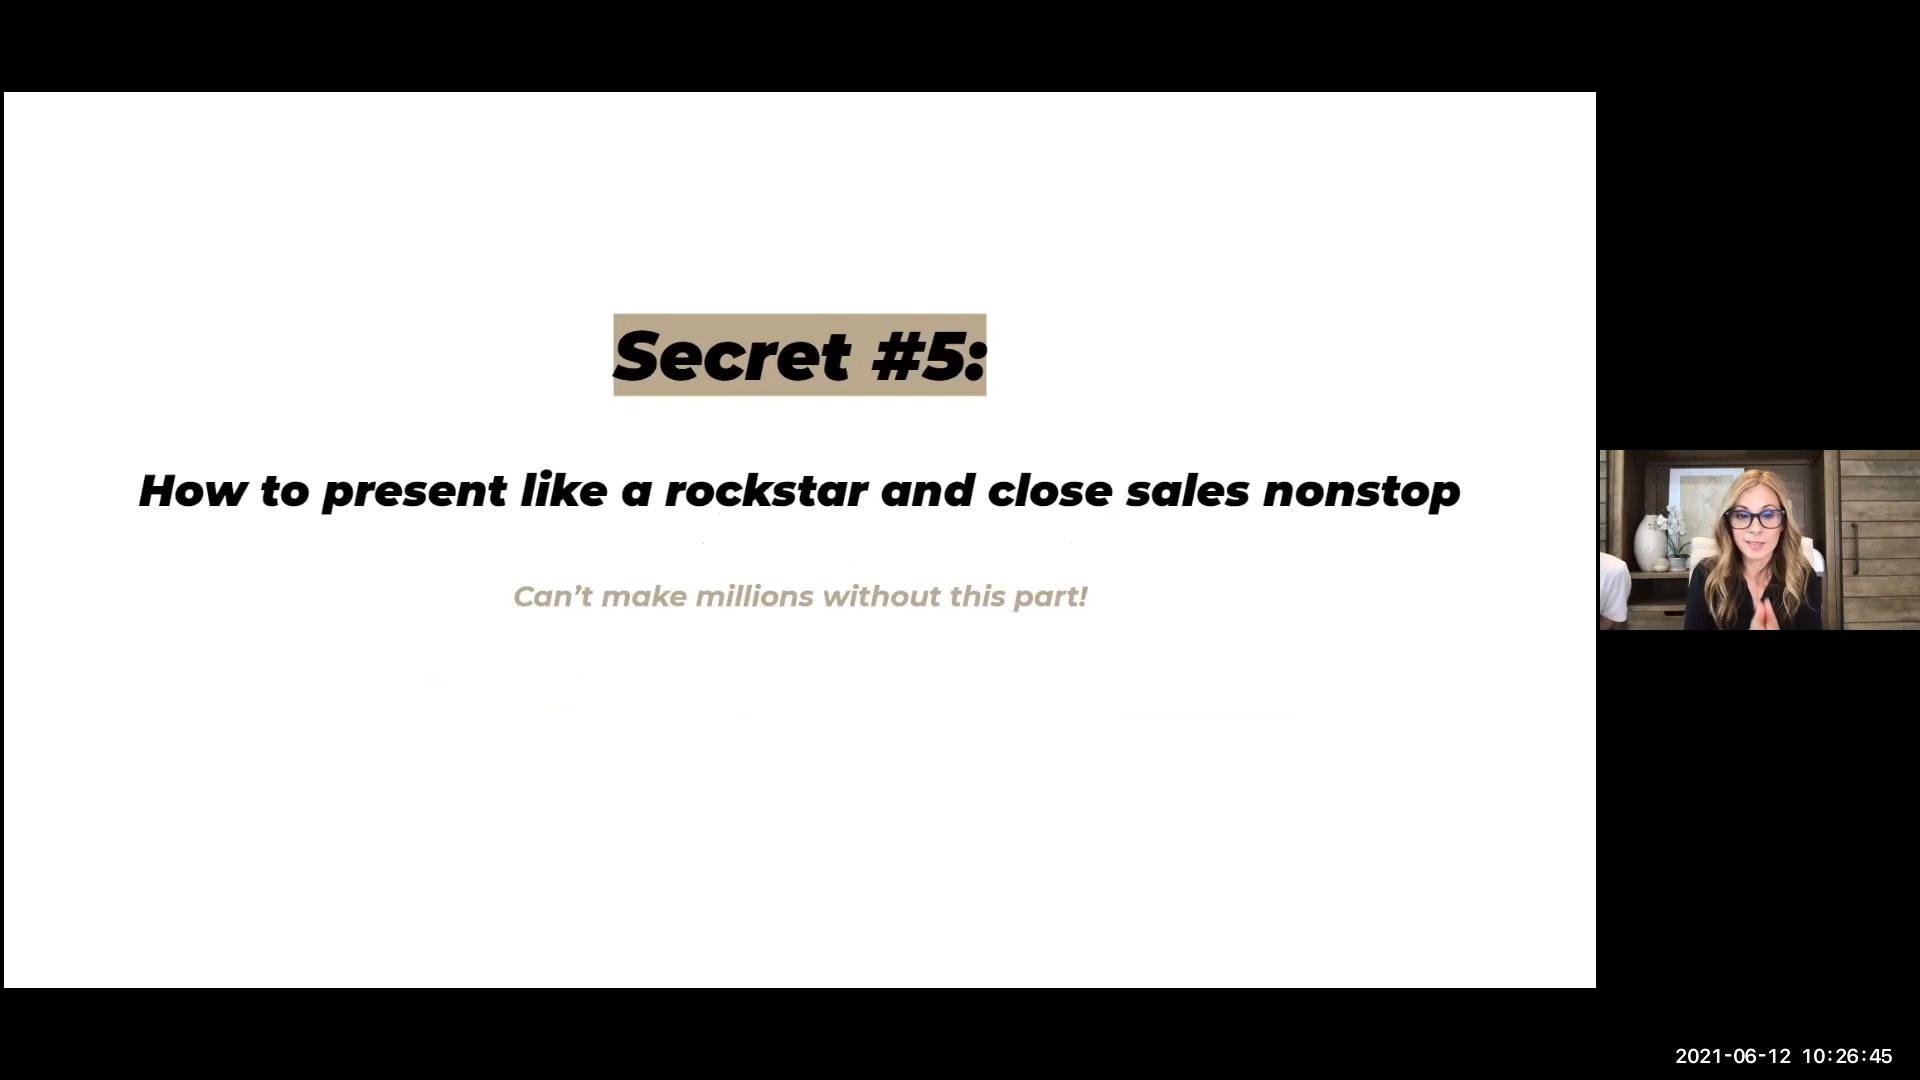 Secret #5:
How to present like a rockstar and close sales nonstop
Can’t make millions without this part!
2021-06-12 10:26:45